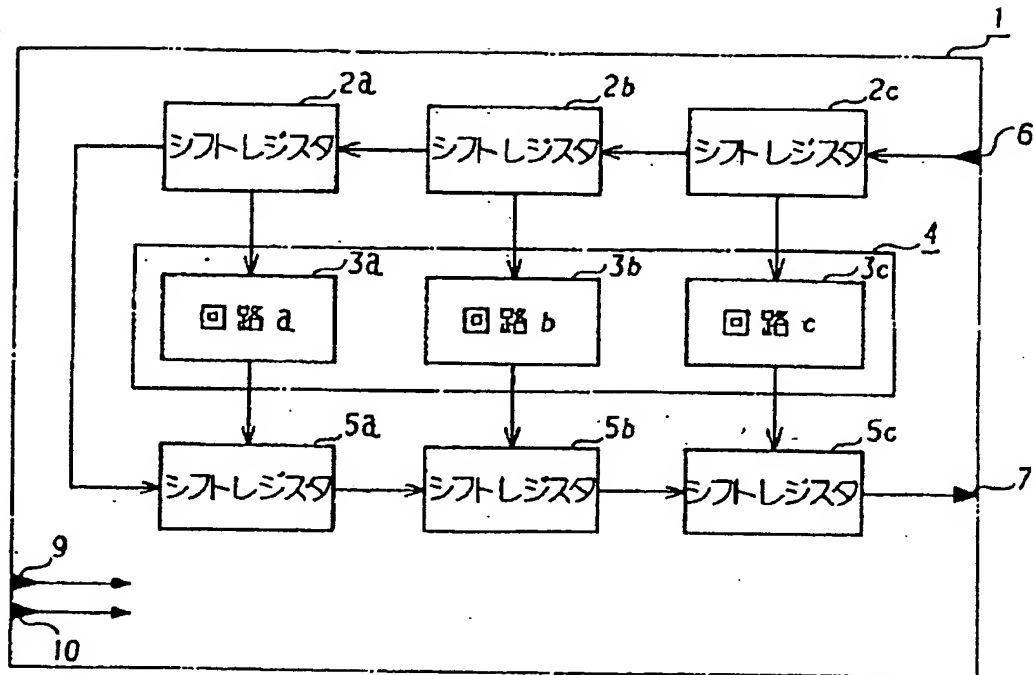 1
2a 2b 2c
シフトレジスタ シフトレジスタ シフトレジスタ
6
4
3a 3b 3c
回路a 回路b 回路c
5a 5b 5c
シフトレジスタ シフトレジスタ シフトレジスタ
7
9
10